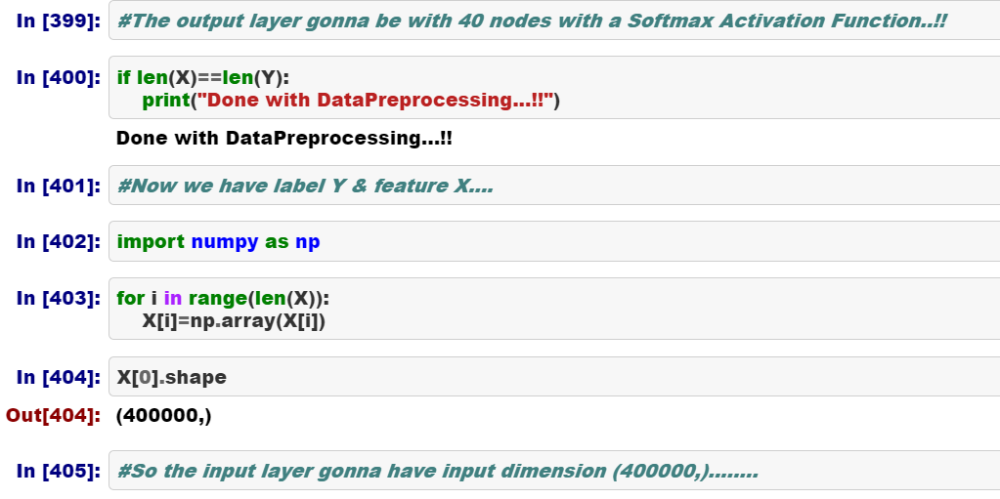 In [399]: #The output layer gonna be with 40 nodes with a Softmax Activation Function..!!
In [400]: if len(X)==len(Y):
print("Done with DataPreprocessing...!!")
Done with DataPreprocessing...!!
In [401]: #Now we have label Y & feature X....
In [402]: import numpy as np
In [403]: for i in range(len(X)):
X[i]=np.array(X[i])
In [404]: X[0].shape
Out[404]: (400000,)
In [405]: #So the input layer gonna have input dimension (400000,)........